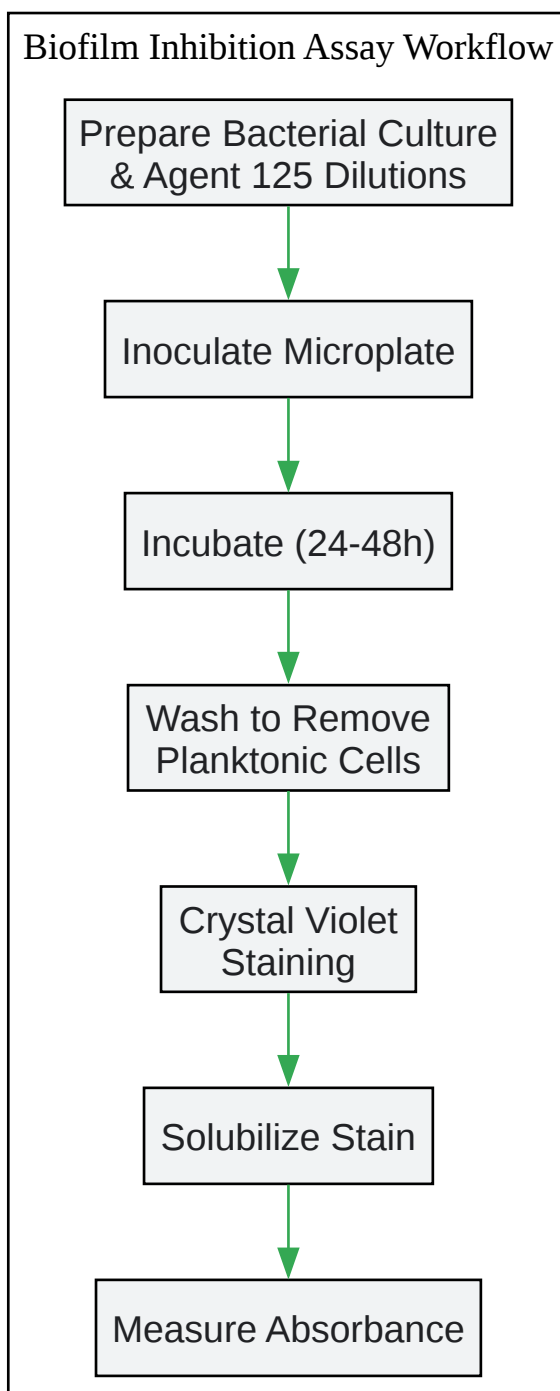 Biofilm Inhibition Assay Workflow
Prepare Bacterial Culture
& Agent 125 Dilutions
Inoculate Microplate
Incubate (24-48h)
Wash to Remove
Planktonic Cells
Crystal Violet
Staining
Solubilize Stain
Measure Absorbance